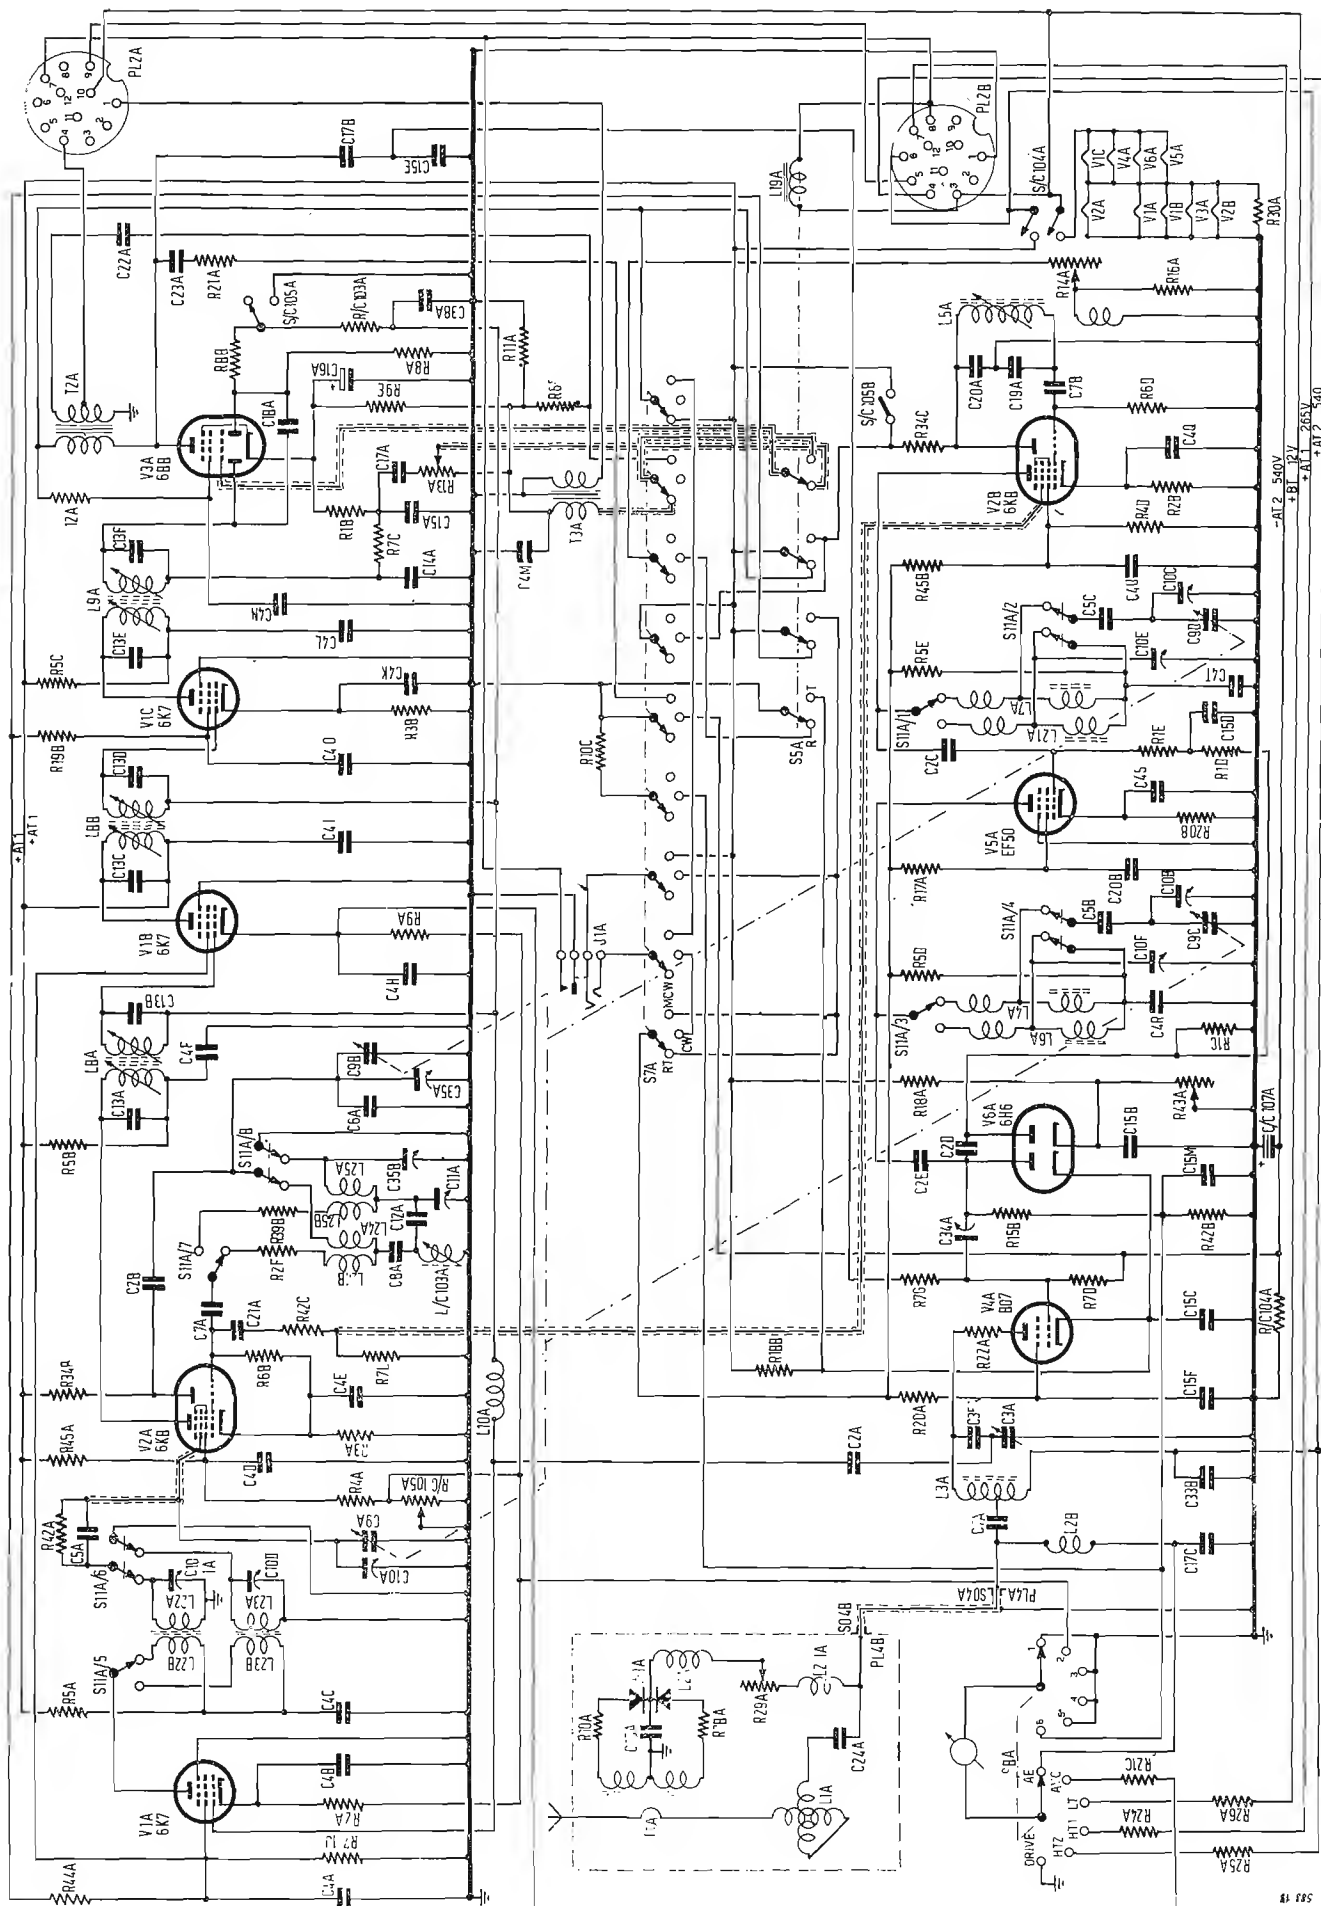 PL2A
C17B
C15E
C22A
C23A
R21A
S/C105A
T2A
R8B
R/C103A
C38A
R11A
C16A
R8A
R9E
C18A
R6F
V3A
6B8
12A
C17A
R13A
R1B
C15A
R7C
T3A
C14A
C4M
C13F
L9A
C4N
C13E
C4L
R5C
V1C
6K7
C4K
R3B
R19B
C13D
L8B
C4I
C13C
+AT1
+AT1
R10C
V1B
6K7
R9A
C4H
J1A
C13B
L8A
C4F
C13A
C9B
C35A
C6A
R5B
S11A/8
L25A
C35B
C11A
L25B
L24A
C12A
R39B
S11A/7
R2F
C8A
L/C103A
C2B
C7A
C21A
R42C
R6B
C4E
R7L
L10A
R34A
V2A
6K8
R45A
R4A
R/C105A
R42A
C5A
C9A
C10A
S11A/6
L22A
L23A
C10D
S11A/5
L22B
L23B
R5A
C4C
C4B
V1A
6K7
R44A
C4A
S7A
RT
CW
MCW
S5A
R
T
L19A
PL2B
S/C104A
V1C
V4A
V6A
V5A
V2A
V1A
V1B
V3A
V2B
R30A
R14A
R16A
L5A
C20A
C19A
C7B
S/C105B
R34C
R6D
V2B
6K8
C4Q
R2B
R4D
R45B
C4U
S11A/2
C5C
C10C
C9D
C10E
R5E
L7A
S11A/1
L21A
C4T
C15D
R1E
R1D
C2C
C4S
V5A
EF50
R20B
R17A
C20B
C10B
S11A/4
C5B
C9C
C10F
R5D
L4A
C4R
S11A/3
L6A
R1C
R18A
V6A
6H6
R43A
C2D
C15B
C/C107A
C2E
C15M
C34A
R15B
R42B
R7G
R7D
V4A
807
C15C
R/C104A
R22A
R18B
R20A
C15F
C2A
C3A
L3A
C33B
L2B
C17C
PL4A
S04B
PL4B
R29A
C24A
L1A
DRIVE
AE
AVC
LT
HT1
HT2
R21C
R24A
R26A
R25A
-AT2 540V
+BT 12V
+AT1 265V
+AT2 540